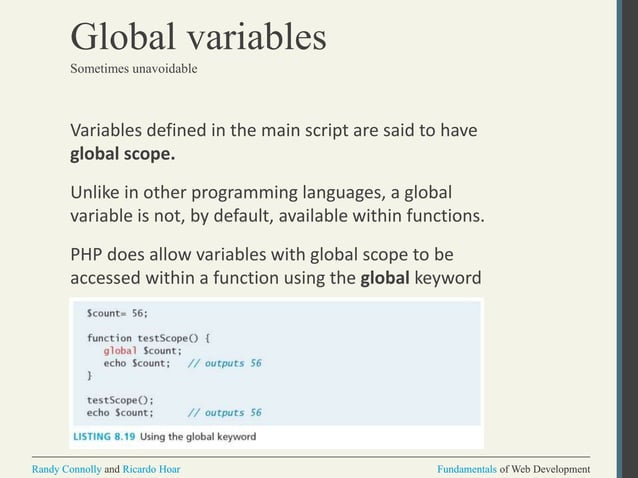 Global variables
Sometimes unavoidable
Variables defined in the main script are said to have
global scope.
Unlike in other programming languages, a global
variable is not, by default, available within functions.
PHP does allow variables with global scope to be
accessed within a function using the global keyword
$count= 56;
function testScope() {
global $count;
echo $count; // outputs 56
}
testScope();
echo $count; // outputs 56
LISTING 8.19 Using the global keyword
Randy Connolly and Ricardo Hoar
Fundamentals of Web Development